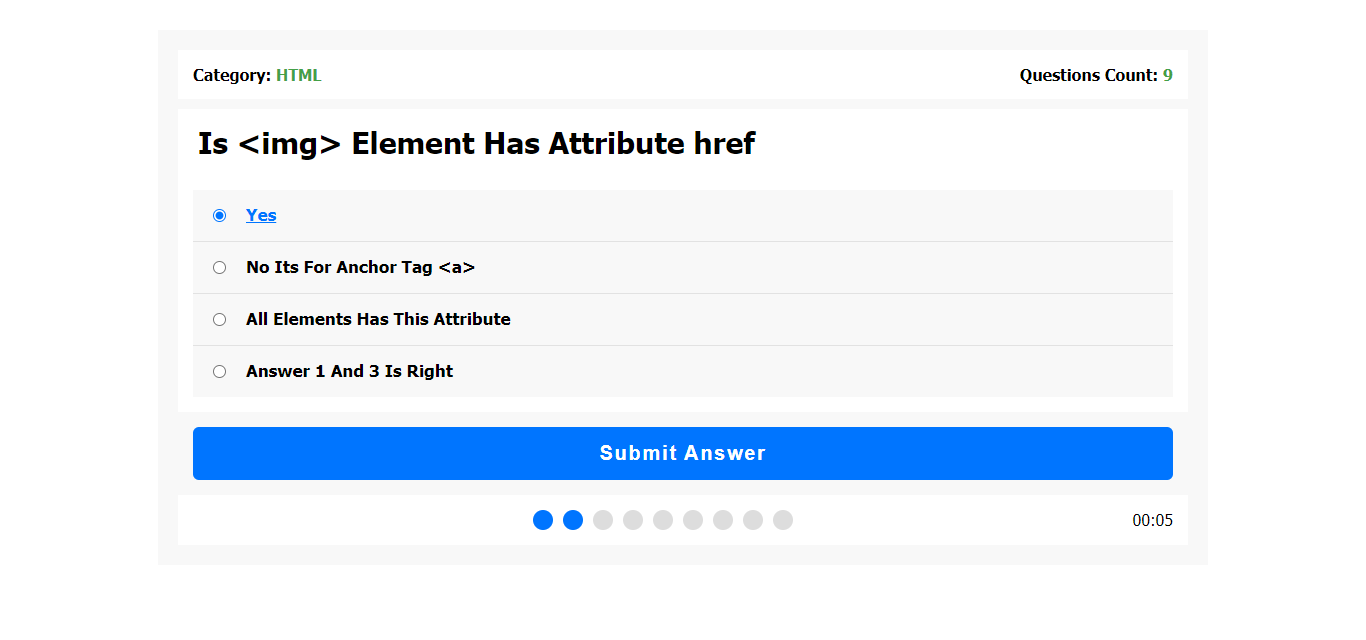 Category: HTML
Questions Count: 9
Is <img> Element Has Attribute href
Yes
No Its For Anchor Tag <a>
All Elements Has This Attribute
Answer 1 And 3 Is Right
Submit Answer
00:05